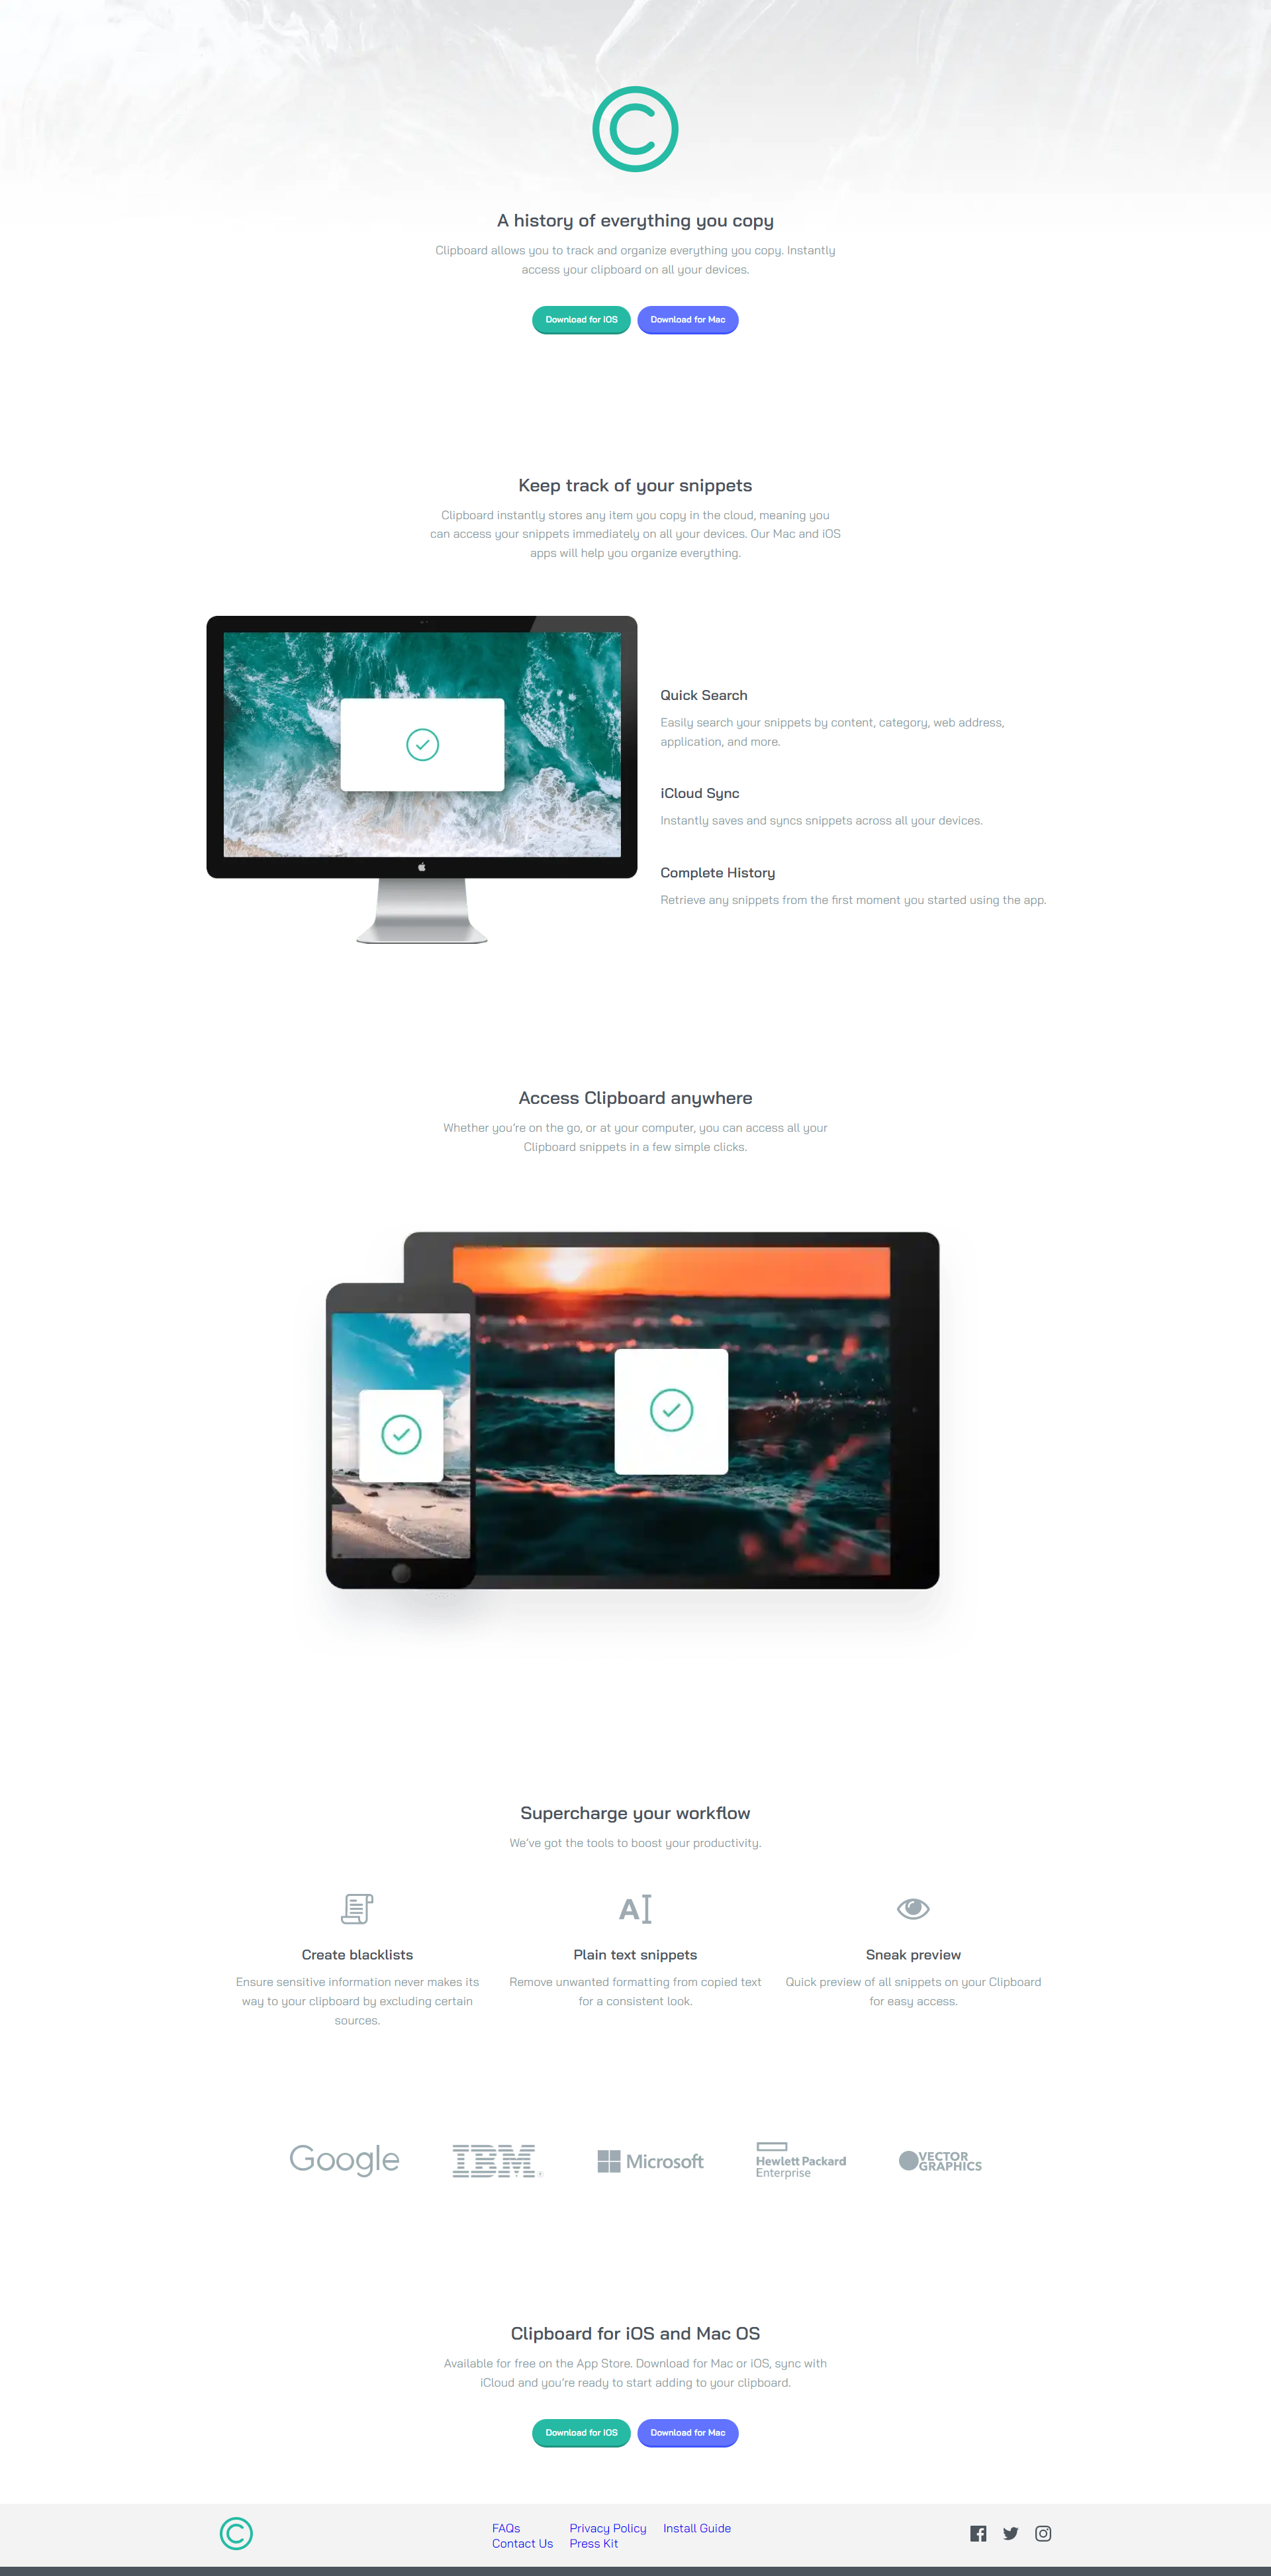 A history of everything you copy
Clipboard allows you to track and organize everything you copy. Instantly
access your clipboard on all your devices.
Download for iOS
Download for Mac
Keep track of your snippets
Clipboard instantly stores any item you copy in the cloud, meaning you
can access your snippets immediately on all your devices. Our Mac and iOS
apps will help you organize everything.
Quick Search
Easily search your snippets by content, category, web address,
application, and more.
iCloud Sync
Instantly saves and syncs snippets across all your devices.
Complete History
Retrieve any snippets from the first moment you started using the app.
Access Clipboard anywhere
Whether you're on the go, or at your computer, you can access all your
Clipboard snippets in a few simple clicks.
Supercharge your workflow
We've got the tools to boost your productivity.
Create blacklists
Ensure sensitive information never makes its
way to your clipboard by excluding certain
sources.
Plain text snippets
Remove unwanted formatting from copied text
for a consistent look.
Sneak preview
Quick preview of all snippets on your Clipboard
for easy access.
Google
IBM
Microsoft
Hewlett Packard
Enterprise
VECTOR
GRAPHICS
Clipboard for iOS and Mac OS
Available for free on the App Store. Download for Mac or iOS, sync with
iCloud and you're ready to start adding to your clipboard.
Download for iOS
Download for Mac
FAQs
Contact Us
Privacy Policy
Press Kit
Install Guide